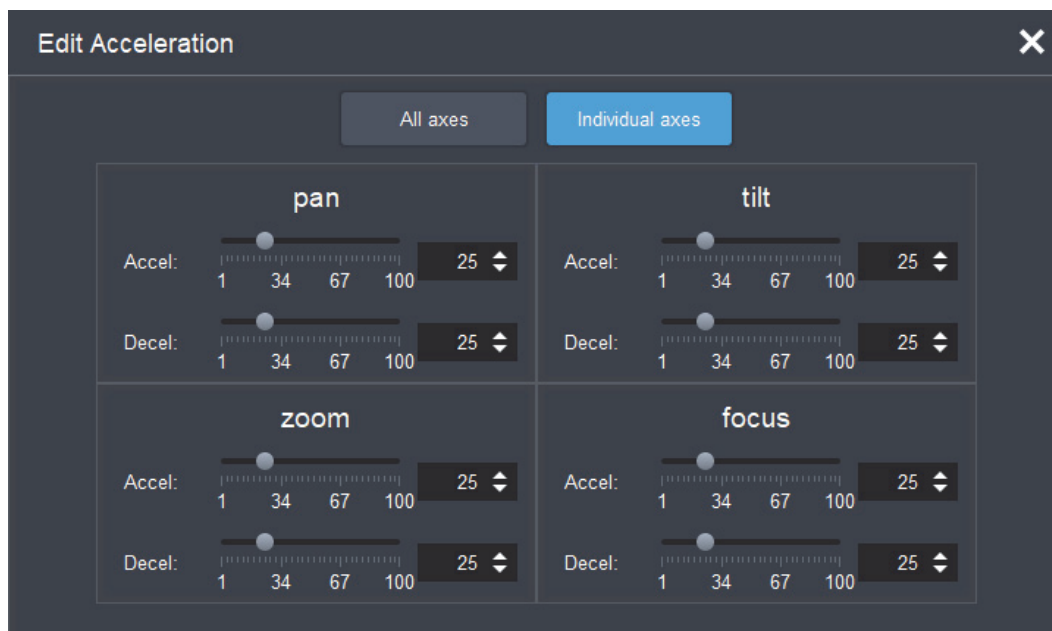 Edit Acceleration
All axes Individual axes
pan
Accel: 25
1 34 67 100
Decel: 25
1 34 67 100
tilt
Accel: 25
1 34 67 100
Decel: 25
1 34 67 100
zoom
Accel: 25
1 34 67 100
Decel: 25
1 34 67 100
focus
Accel: 25
1 34 67 100
Decel: 25
1 34 67 100